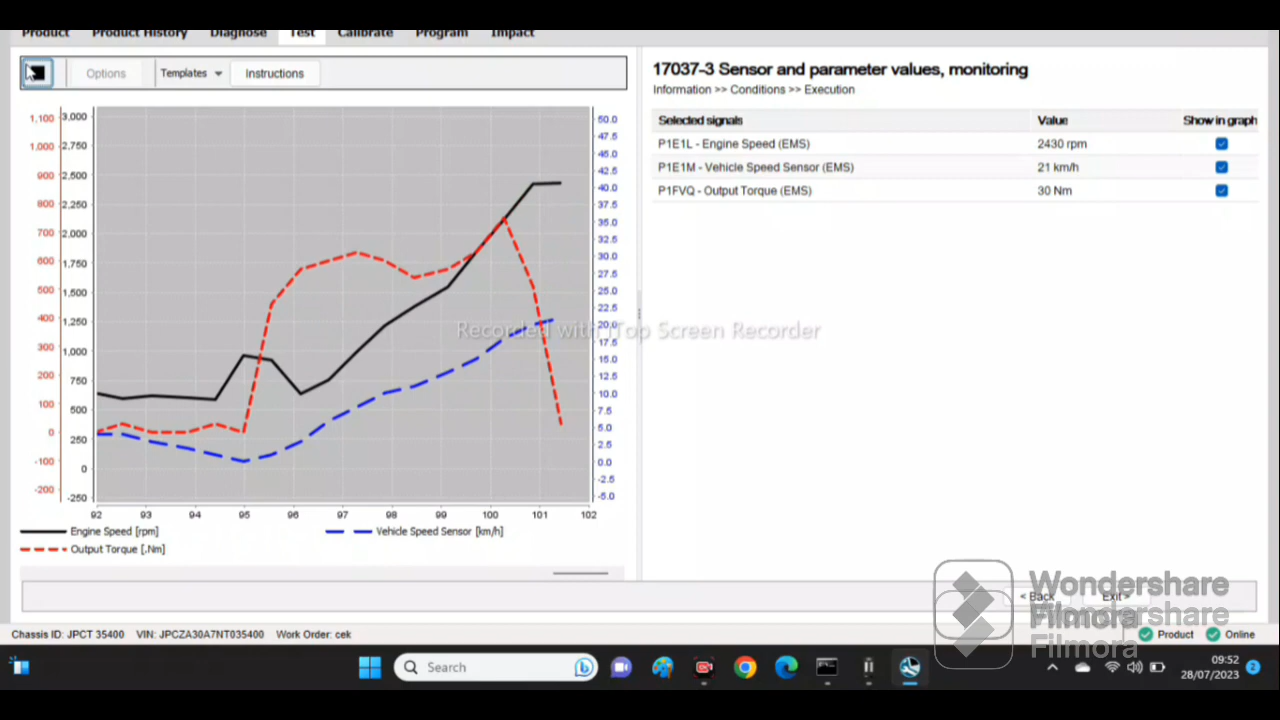 Product Product History Diagnose Test Calibrate Program Impact
Options Templates Instructions
17037-3 Sensor and parameter values, monitoring
Information >> Conditions >> Execution
Selected signals Value Show in graph
P1E1L - Engine Speed (EMS) 2430 rpm
P1E1M - Vehicle Speed Sensor (EMS) 21 km/h
P1FVQ - Output Torque (EMS) 30 Nm
1,100 3,000 50.0
1,000 2,750 47.5
45.0
900 2,500 42.5
40.0
800 2,250 37.5
700 2,000 35.0
32.5
600 1,750 30.0
27.5
500 1,500 25.0
400 1,250 22.5
20.0
300 1,000 17.5
15.0
200 750 12.5
100 500 10.0
7.5
0 250 5.0
2.5
-100 0 0.0
-2.5
-200 -250 -5.0
92 93 94 95 96 97 98 99 100 101 102
Recorded with iTop Screen Recorder
Engine Speed [rpm] Vehicle Speed Sensor [km/h]
Output Torque [.Nm]
< Back Exit >
Wondershare
Filmora
Wondershare
Filmora
Chassis ID: JPCT 35400 VIN: JPCZA30A7NT035400 Work Order: cek Product Online
Search
09:52
28/07/2023 2